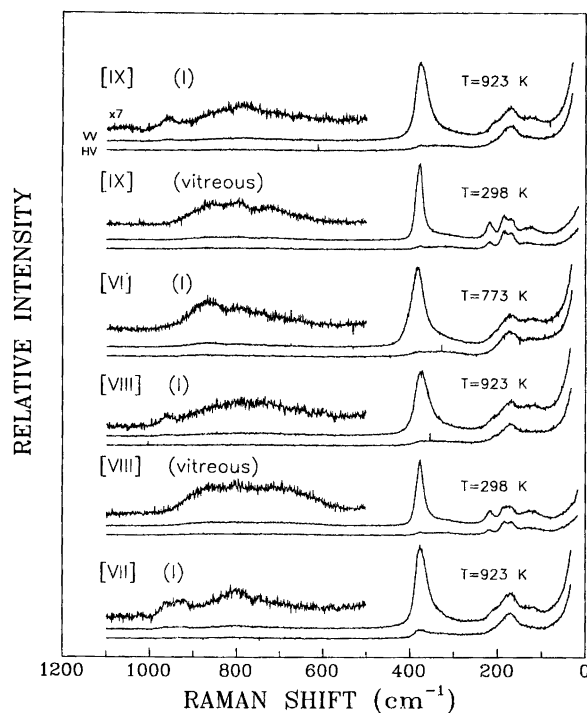 [IX] (l) T=923 K
x7
VV
HV
[IX] (vitreous) T=298 K
[VI] (l) T=773 K
[VIII] (l) T=923 K
[VIII] (vitreous) T=298 K
[VII] (l) T=923 K
RELATIVE INTENSITY
1200 1000 800 600 400 200 0
RAMAN SHIFT (cm⁻¹)